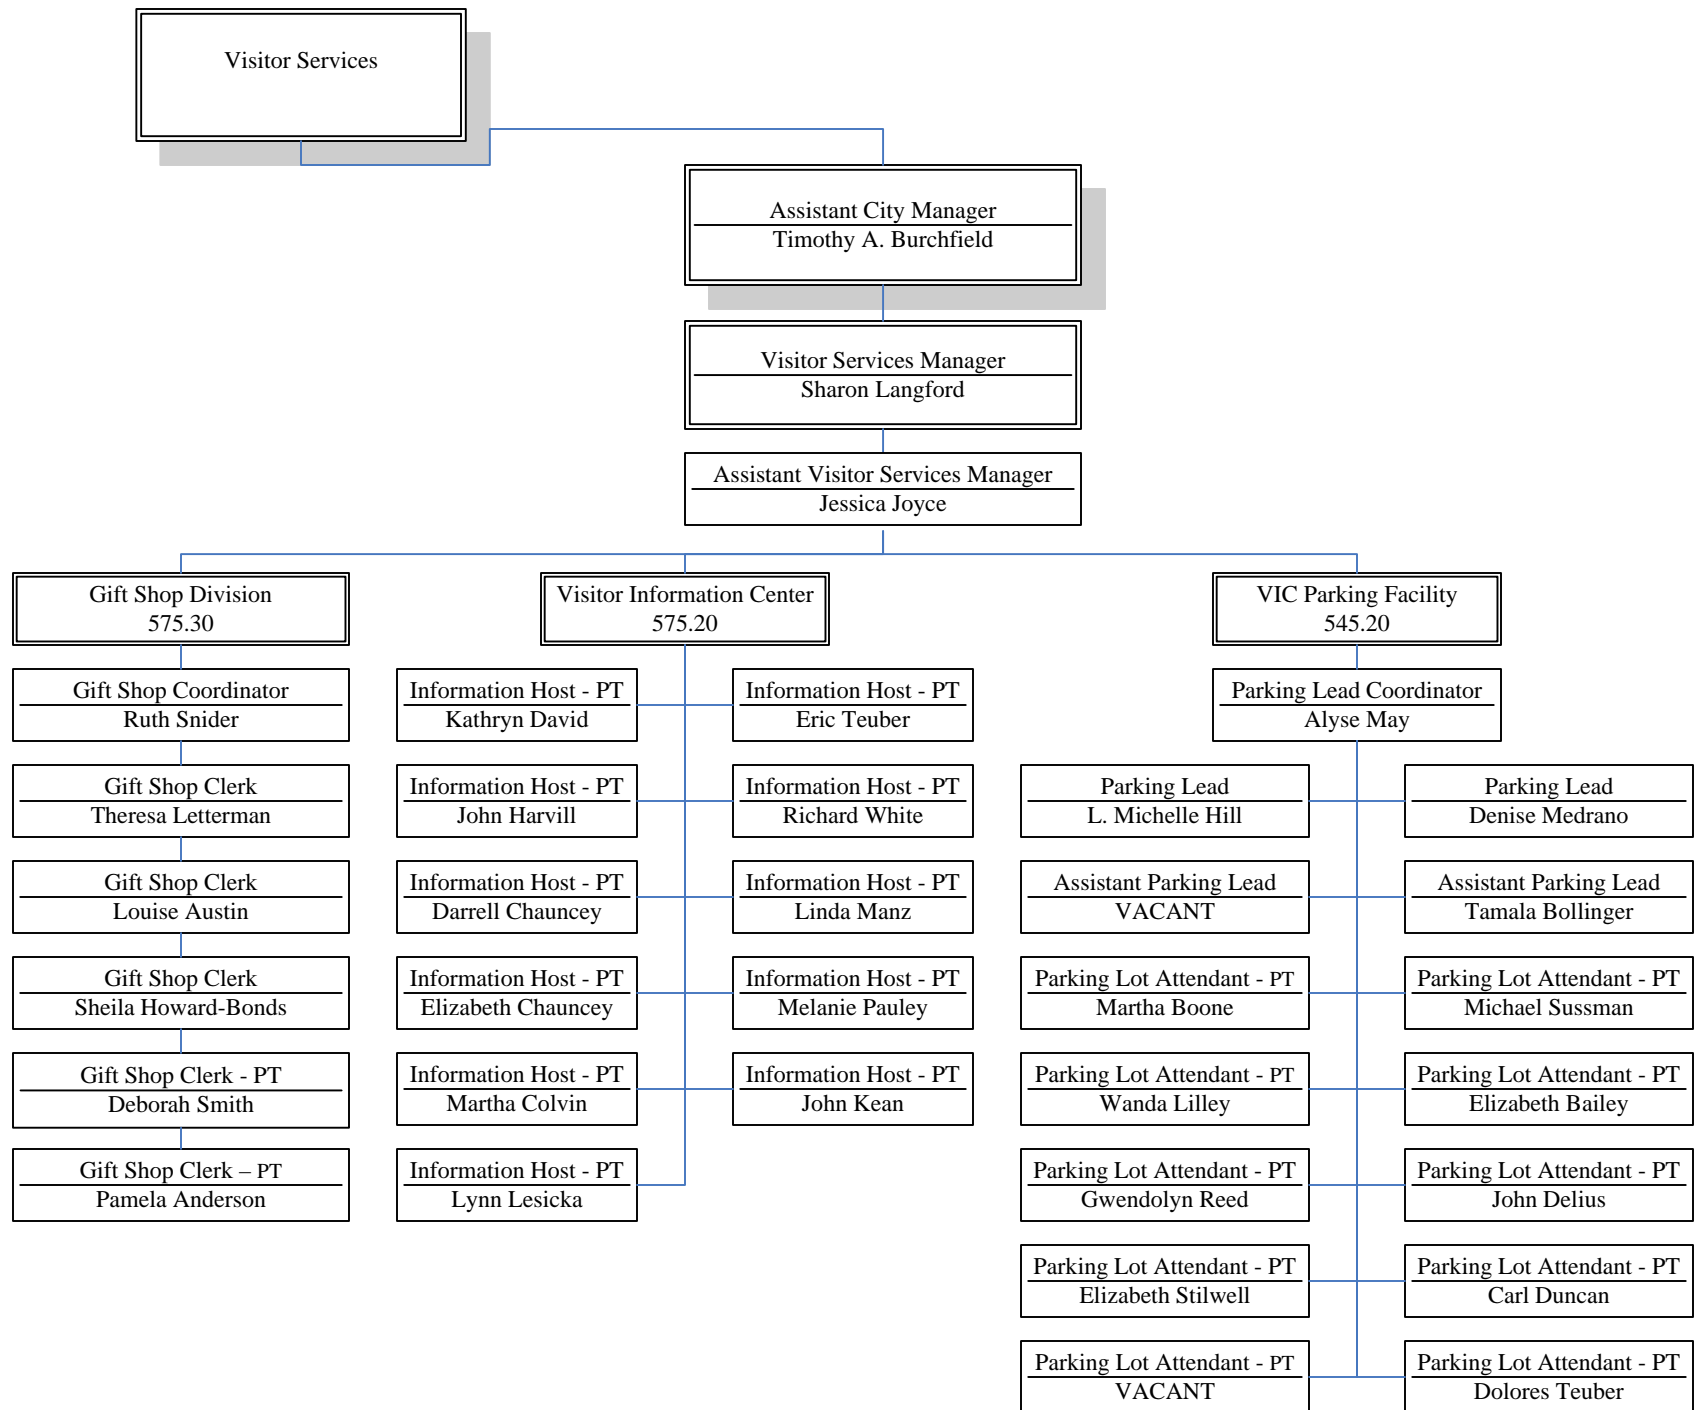 Visitor Services
Assistant City Manager
Timothy A. Burchfield
Visitor Services Manager
Sharon Langford
Assistant Visitor Services Manager
Jessica Joyce
Gift Shop Division
575.30
Gift Shop Coordinator
Ruth Snider
Gift Shop Clerk
Theresa Letterman
Gift Shop Clerk
Louise Austin
Gift Shop Clerk
Sheila Howard-Bonds
Gift Shop Clerk - PT
Deborah Smith
Gift Shop Clerk – PT
Pamela Anderson
Visitor Information Center
575.20
Information Host - PT
Kathryn David
Information Host - PT
Eric Teuber
Information Host - PT
John Harvill
Information Host - PT
Richard White
Information Host - PT
Darrell Chauncey
Information Host - PT
Linda Manz
Information Host - PT
Elizabeth Chauncey
Information Host - PT
Melanie Pauley
Information Host - PT
Martha Colvin
Information Host - PT
John Kean
Information Host - PT
Lynn Lesicka
VIC Parking Facility
545.20
Parking Lead Coordinator
Alyse May
Parking Lead
L. Michelle Hill
Parking Lead
Denise Medrano
Assistant Parking Lead
VACANT
Assistant Parking Lead
Tamala Bollinger
Parking Lot Attendant - PT
Martha Boone
Parking Lot Attendant - PT
Michael Sussman
Parking Lot Attendant - PT
Wanda Lilley
Parking Lot Attendant - PT
Elizabeth Bailey
Parking Lot Attendant - PT
Gwendolyn Reed
Parking Lot Attendant - PT
John Delius
Parking Lot Attendant - PT
Elizabeth Stilwell
Parking Lot Attendant - PT
Carl Duncan
Parking Lot Attendant - PT
VACANT
Parking Lot Attendant - PT
Dolores Teuber